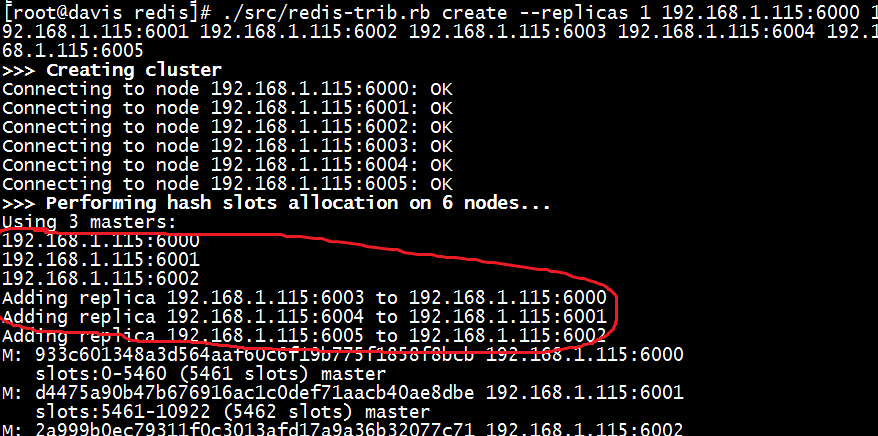 [root@davis redis]# ./src/redis-trib.rb create --replicas 1 192.168.1.115:6000 1
92.168.1.115:6001 192.168.1.115:6002 192.168.1.115:6003 192.168.1.115:6004 192.1
68.1.115:6005
>>> Creating cluster
Connecting to node 192.168.1.115:6000: OK
Connecting to node 192.168.1.115:6001: OK
Connecting to node 192.168.1.115:6002: OK
Connecting to node 192.168.1.115:6003: OK
Connecting to node 192.168.1.115:6004: OK
Connecting to node 192.168.1.115:6005: OK
>>> Performing hash slots allocation on 6 nodes...
Using 3 masters:
192.168.1.115:6000
192.168.1.115:6001
192.168.1.115:6002
Adding replica 192.168.1.115:6003 to 192.168.1.115:6000
Adding replica 192.168.1.115:6004 to 192.168.1.115:6001
Adding replica 192.168.1.115:6005 to 192.168.1.115:6002
M: 192.168.1.115:6000
slots:0-5460 (5461 slots) master
M: d4475a90b47b676916ac1c0def71aacb40ae8dbe 192.168.1.115:6001
slots:5461-10922 (5462 slots) master
M: 2a999b0ec79311f0c3013afd17a9a36b32077c71 192.168.1.115:6002